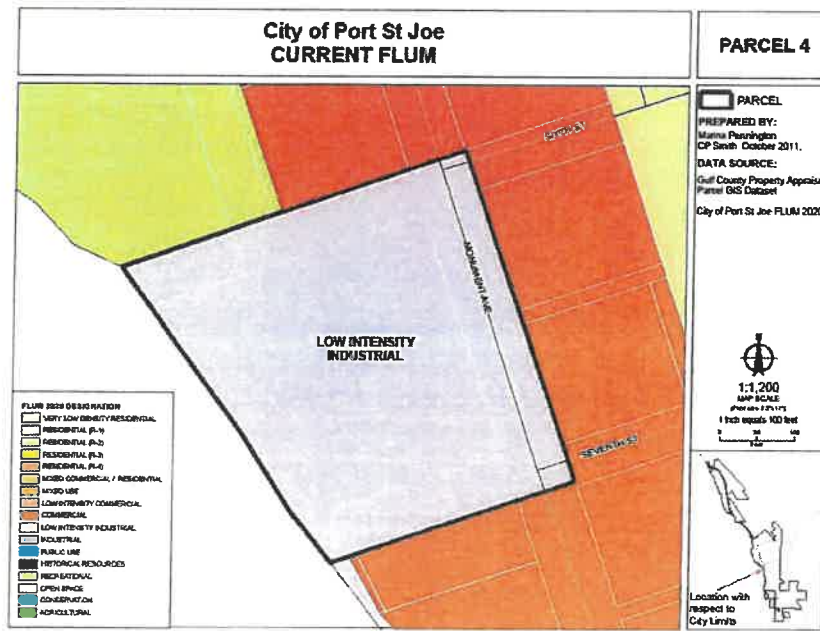 City of Port St Joe
CURRENT FLUM
PARCEL 4
PARCEL
PREPARED BY:
Marina Pennington
CP Smith October 2011.
DATA SOURCE:
Gulf County Property Appraise
Parcel GIS Dataset
City of Port St Joe FLUM 2020
MONUMENT AVE
LOW INTENSITY
INDUSTRIAL
SEVENTH ST
1:1,200
MAP SCALE
1 inch equals 100 feet
FLUM 2020 DESIGNATION
VERY LOW DENSITY RESIDENTIAL
RESIDENTIAL (R-1)
RESIDENTIAL (R-2)
RESIDENTIAL (R-3)
RESIDENTIAL (R-4)
MIXED COMMERCIAL / RESIDENTIAL
MIXED USE
LOW INTENSITY COMMERCIAL
COMMERCIAL
LOW INTENSITY INDUSTRIAL
INDUSTRIAL
PUBLIC USE
HISTORICAL RESOURCES
RECREATIONAL
OPEN SPACE
CONSERVATION
AGRICULTURAL
Location with
respect to
City Limits